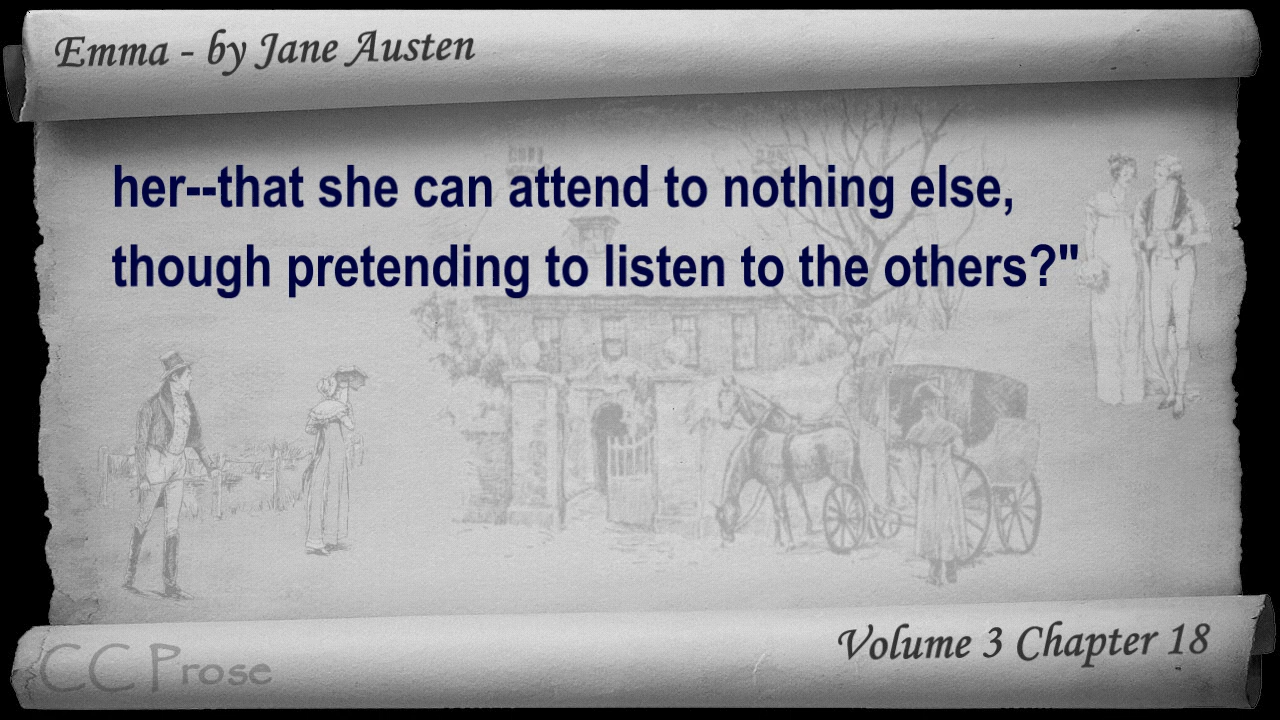 Emma - by Jane Austen
her--that she can attend to nothing else,
though pretending to listen to the others?"
Volume 3 Chapter 18
CC Prose